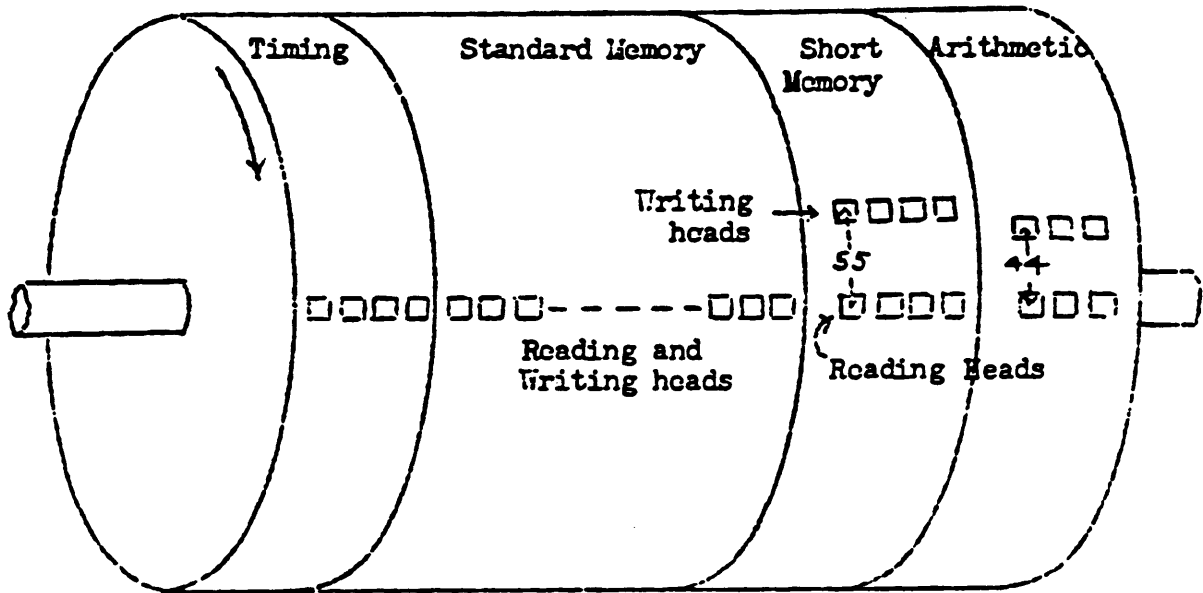 Timing
Standard Memory
Short
Memory
Arithmetic
Writing
heads
55
44
Reading and
Writing heads
Reading Heads